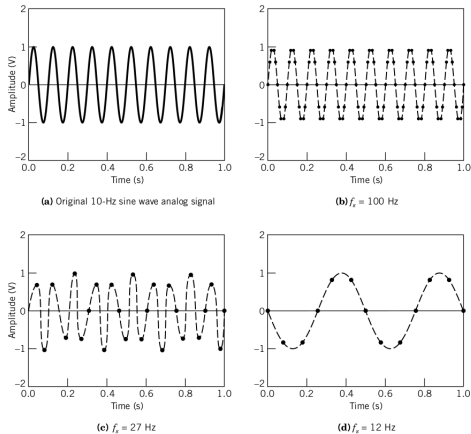 2
1
0
−1
−2
Amplitude (V)
0.0 0.2 0.4 0.6 0.8 1.0
Time (s)
(a) Original 10-Hz sine wave analog signal
2
1
0
−1
−2
0.0 0.2 0.4 0.6 0.8 1.0
Time (s)
(b) fs = 100 Hz
2
1
0
−1
−2
Amplitude (V)
0.0 0.2 0.4 0.6 0.8 1.0
Time (s)
(c) fs = 27 Hz
2
1
0
−1
−2
0.0 0.2 0.4 0.6 0.8 1.0
Time (s)
(d) fs = 12 Hz